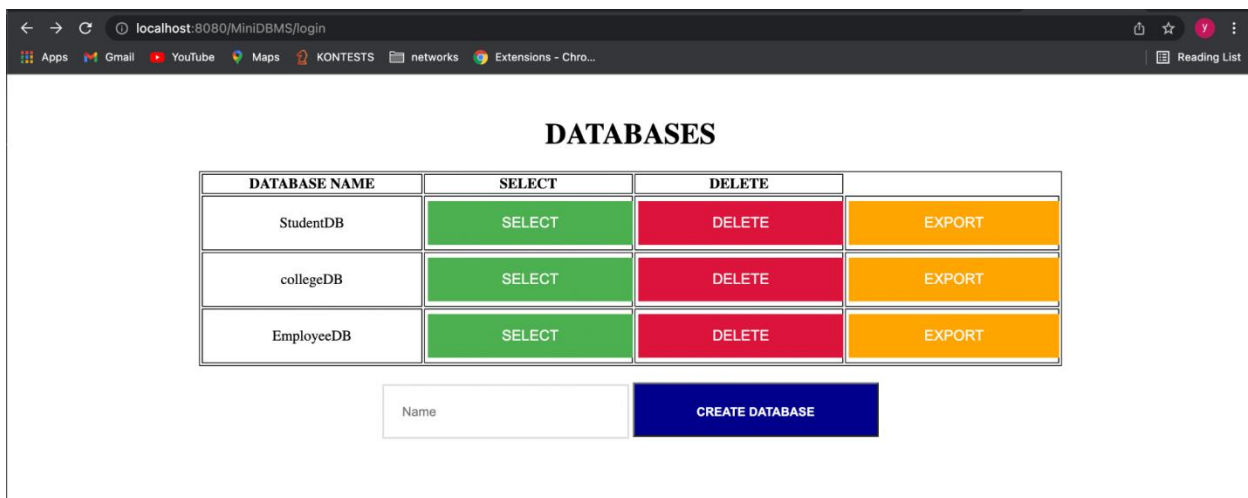 localhost:8080/MiniDBMS/login
y
Apps Gmail YouTube Maps KONTESTS networks Extensions - Chro... Reading List
DATABASES
DATABASE NAME SELECT DELETE
StudentDB SELECT DELETE EXPORT
collegeDB SELECT DELETE EXPORT
EmployeeDB SELECT DELETE EXPORT
Name CREATE DATABASE